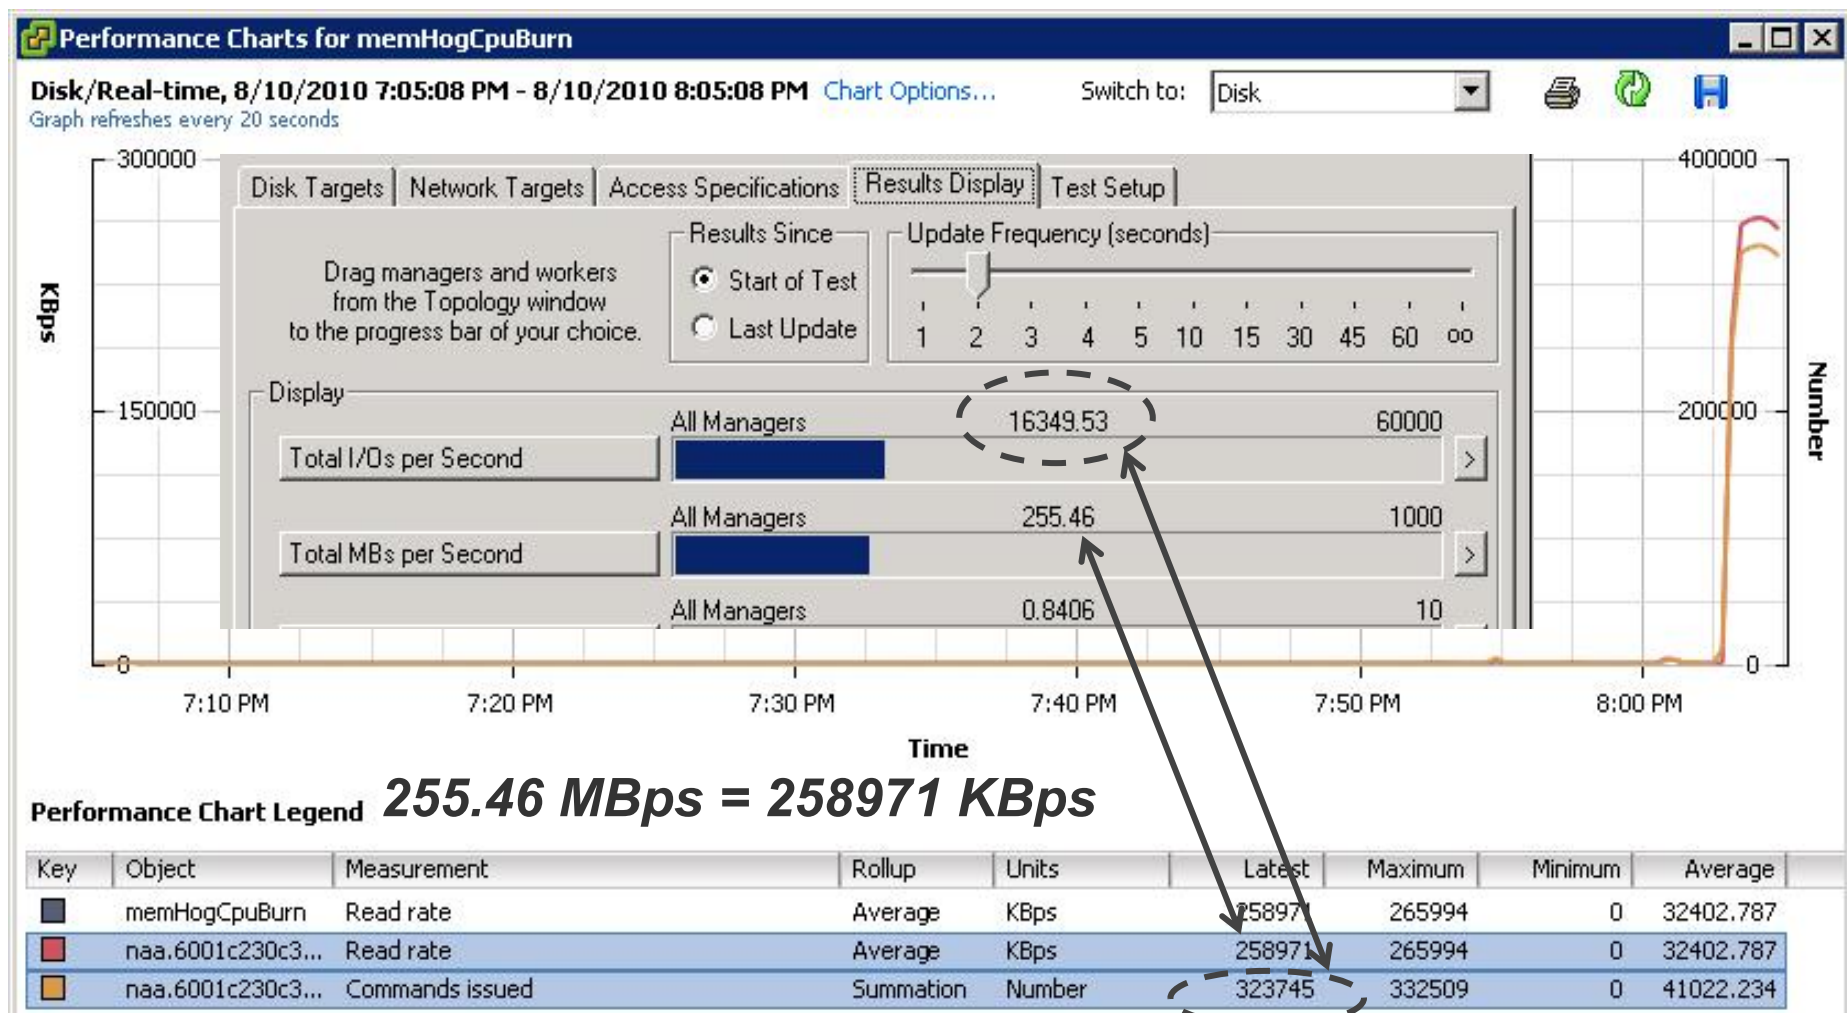 Performance Charts for memHogCpuBurn
Disk/Real-time, 8/10/2010 7:05:08 PM - 8/10/2010 8:05:08 PM Chart Options... Switch to: Disk
Graph refreshes every 20 seconds
300000 400000
Disk Targets Network Targets Access Specifications Results Display Test Setup
Results Since Update Frequency (seconds)
Drag managers and workers
from the Topology window
to the progress bar of your choice.
Start of Test
Last Update
1 2 3 4 5 10 15 30 45 60 oo
KBps
Number
Display
150000 200000
All Managers 16349.53 60000
Total I/Os per Second >
All Managers 255.46 1000
Total MBs per Second >
All Managers 0.8406 10
0 0
7:10 PM 7:20 PM 7:30 PM 7:40 PM 7:50 PM 8:00 PM
Time
255.46 MBps = 258971 KBps
Performance Chart Legend
Key Object Measurement Rollup Units Latest Maximum Minimum Average
memHogCpuBurn Read rate Average KBps 258971 265994 0 32402.787
naa.6001c230c3... Read rate Average KBps 258971 265994 0 32402.787
naa.6001c230c3... Commands issued Summation Number 323745 332509 0 41022.234